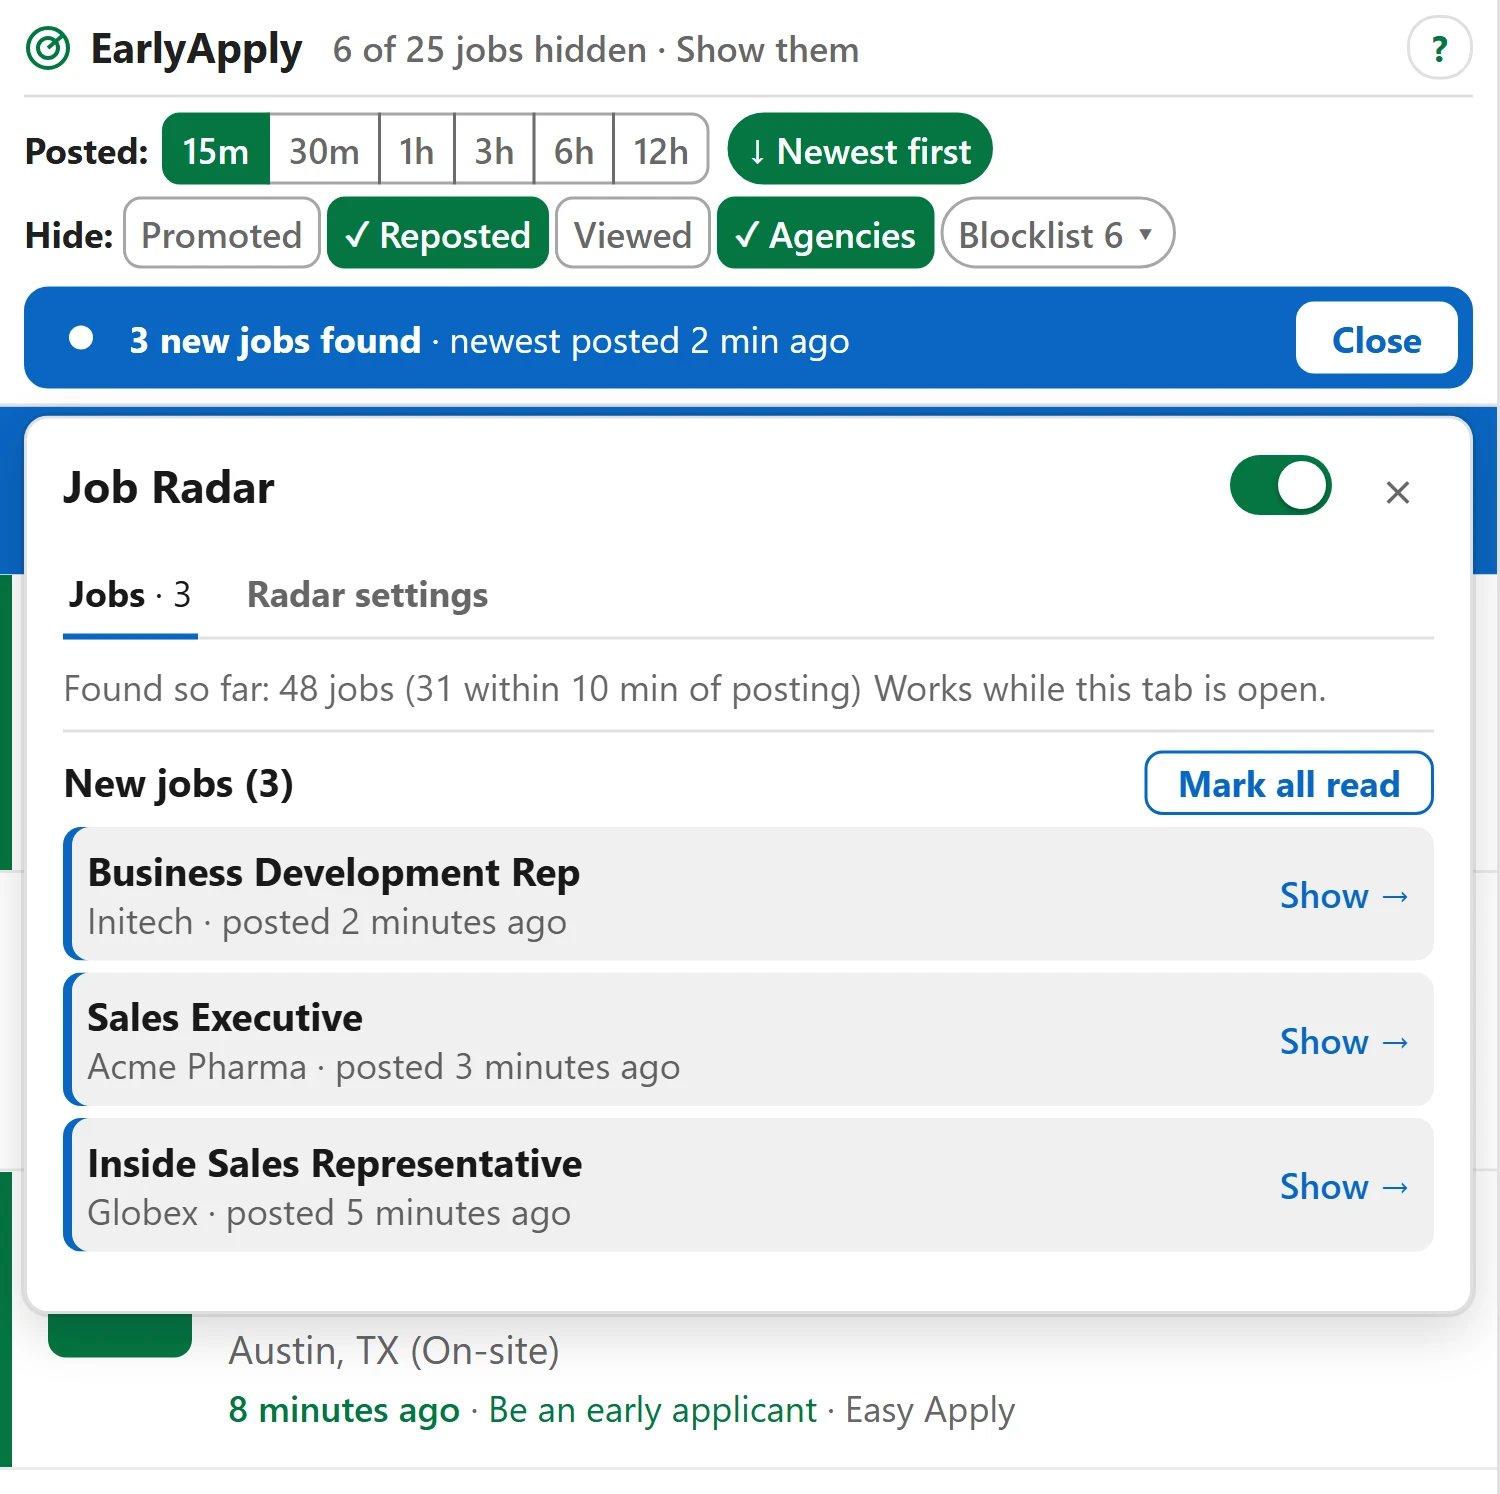 EarlyApply 6 of 25 jobs hidden · Show them ?
Posted: 15m 30m 1h 3h 6h 12h ↓ Newest first
Hide: Promoted ✓ Reposted Viewed ✓ Agencies Blocklist 6 ▾
3 new jobs found · newest posted 2 min ago Close
Job Radar ×
Jobs · 3 Radar settings
Found so far: 48 jobs (31 within 10 min of posting) Works while this tab is open.
New jobs (3) Mark all read
Business Development Rep
Initech · posted 2 minutes ago
Show →
Sales Executive
Acme Pharma · posted 3 minutes ago
Show →
Inside Sales Representative
Globex · posted 5 minutes ago
Show →
Austin, TX (On-site)
8 minutes ago · Be an early applicant · Easy Apply